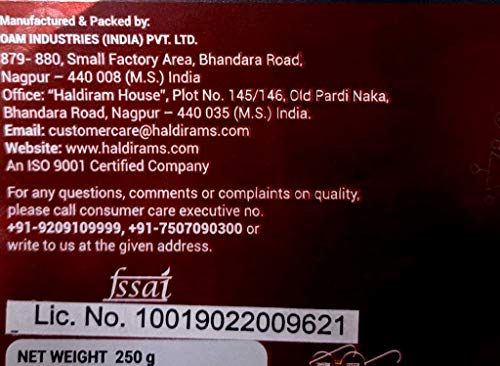 Manufactured & Packed by:
OAM INDUSTRIES (INDIA) PVT. LTD.
879- 880, Small Factory Area, Bhandara Road,
Nagpur – 440 008 (M.S.) India
Office: “Haldiram House”, Plot No. 145/146, Old Pardi Naka,
Bhandara Road, Nagpur – 440 035 (M.S.) India.
Email: customercare@haldirams.com
Website: www.haldirams.com
An ISO 9001 Certified Company
For any questions, comments or complaints on quality,
please call consumer care executive no.
+91-9209109999, +91-7507090300 or
write to us at the given address.
fssai
Lic. No. 10019022009621
NET WEIGHT 250 g